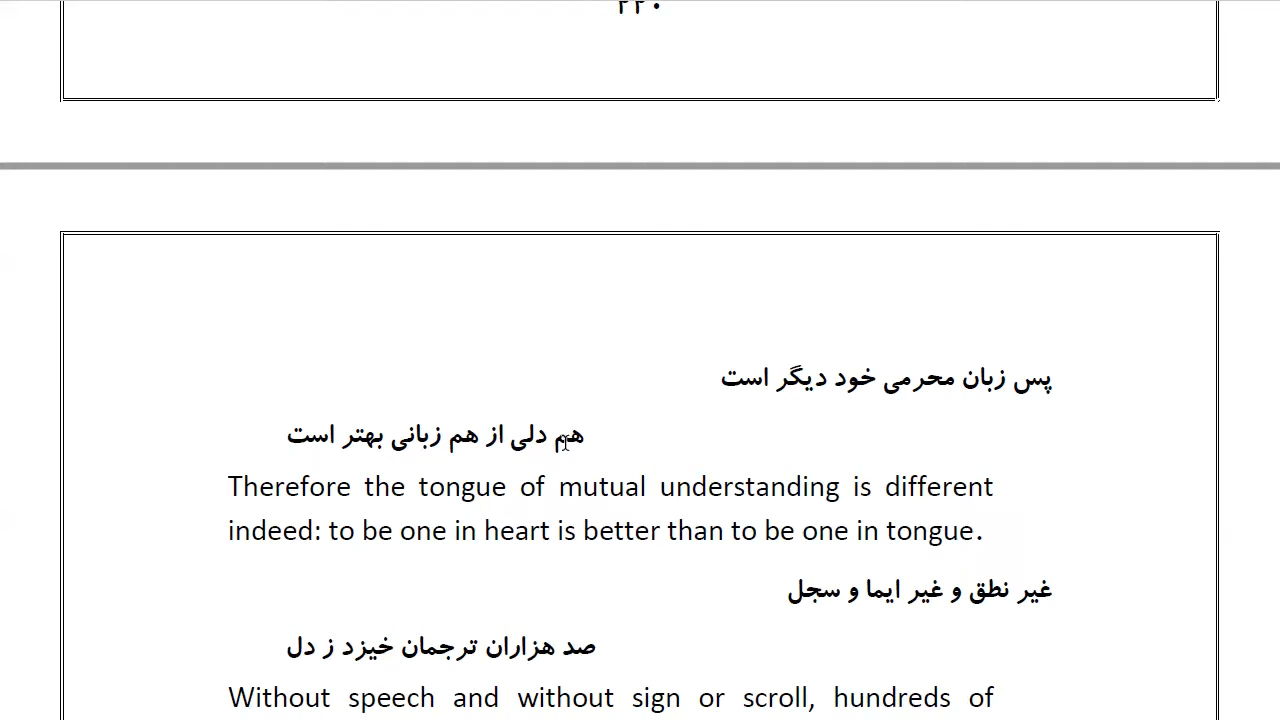 ۲۲۰
پس زبان محرمی خود دیگر است
هم دلی از هم زبانی بهتر است
Therefore the tongue of mutual understanding is different
indeed: to be one in heart is better than to be one in tongue.
غیر نطق و غیر ایما و سجل
صد هزاران ترجمان خیزد ز دل
Without speech and without sign or scroll, hundreds of